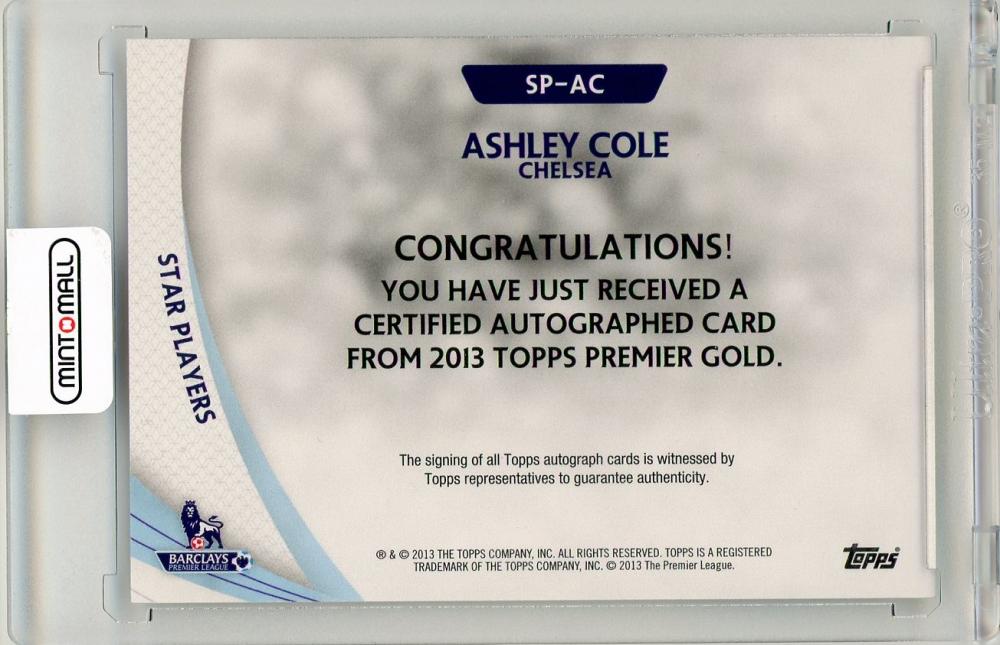 SP-AC
ASHLEY COLE
CHELSEA
CONGRATULATIONS!
YOU HAVE JUST RECEIVED A
CERTIFIED AUTOGRAPHED CARD
FROM 2013 TOPPS PREMIER GOLD.
STAR PLAYERS
MINTOMALL
The signing of all Topps autograph cards is witnessed by
Topps representatives to guarantee authenticity.
BARCLAYS
PREMIER LEAGUE
® & © 2013 THE TOPPS COMPANY, INC. ALL RIGHTS RESERVED. TOPPS IS A REGISTERED
TRADEMARK OF THE TOPPS COMPANY, INC. © 2013 The Premier League.
topps®